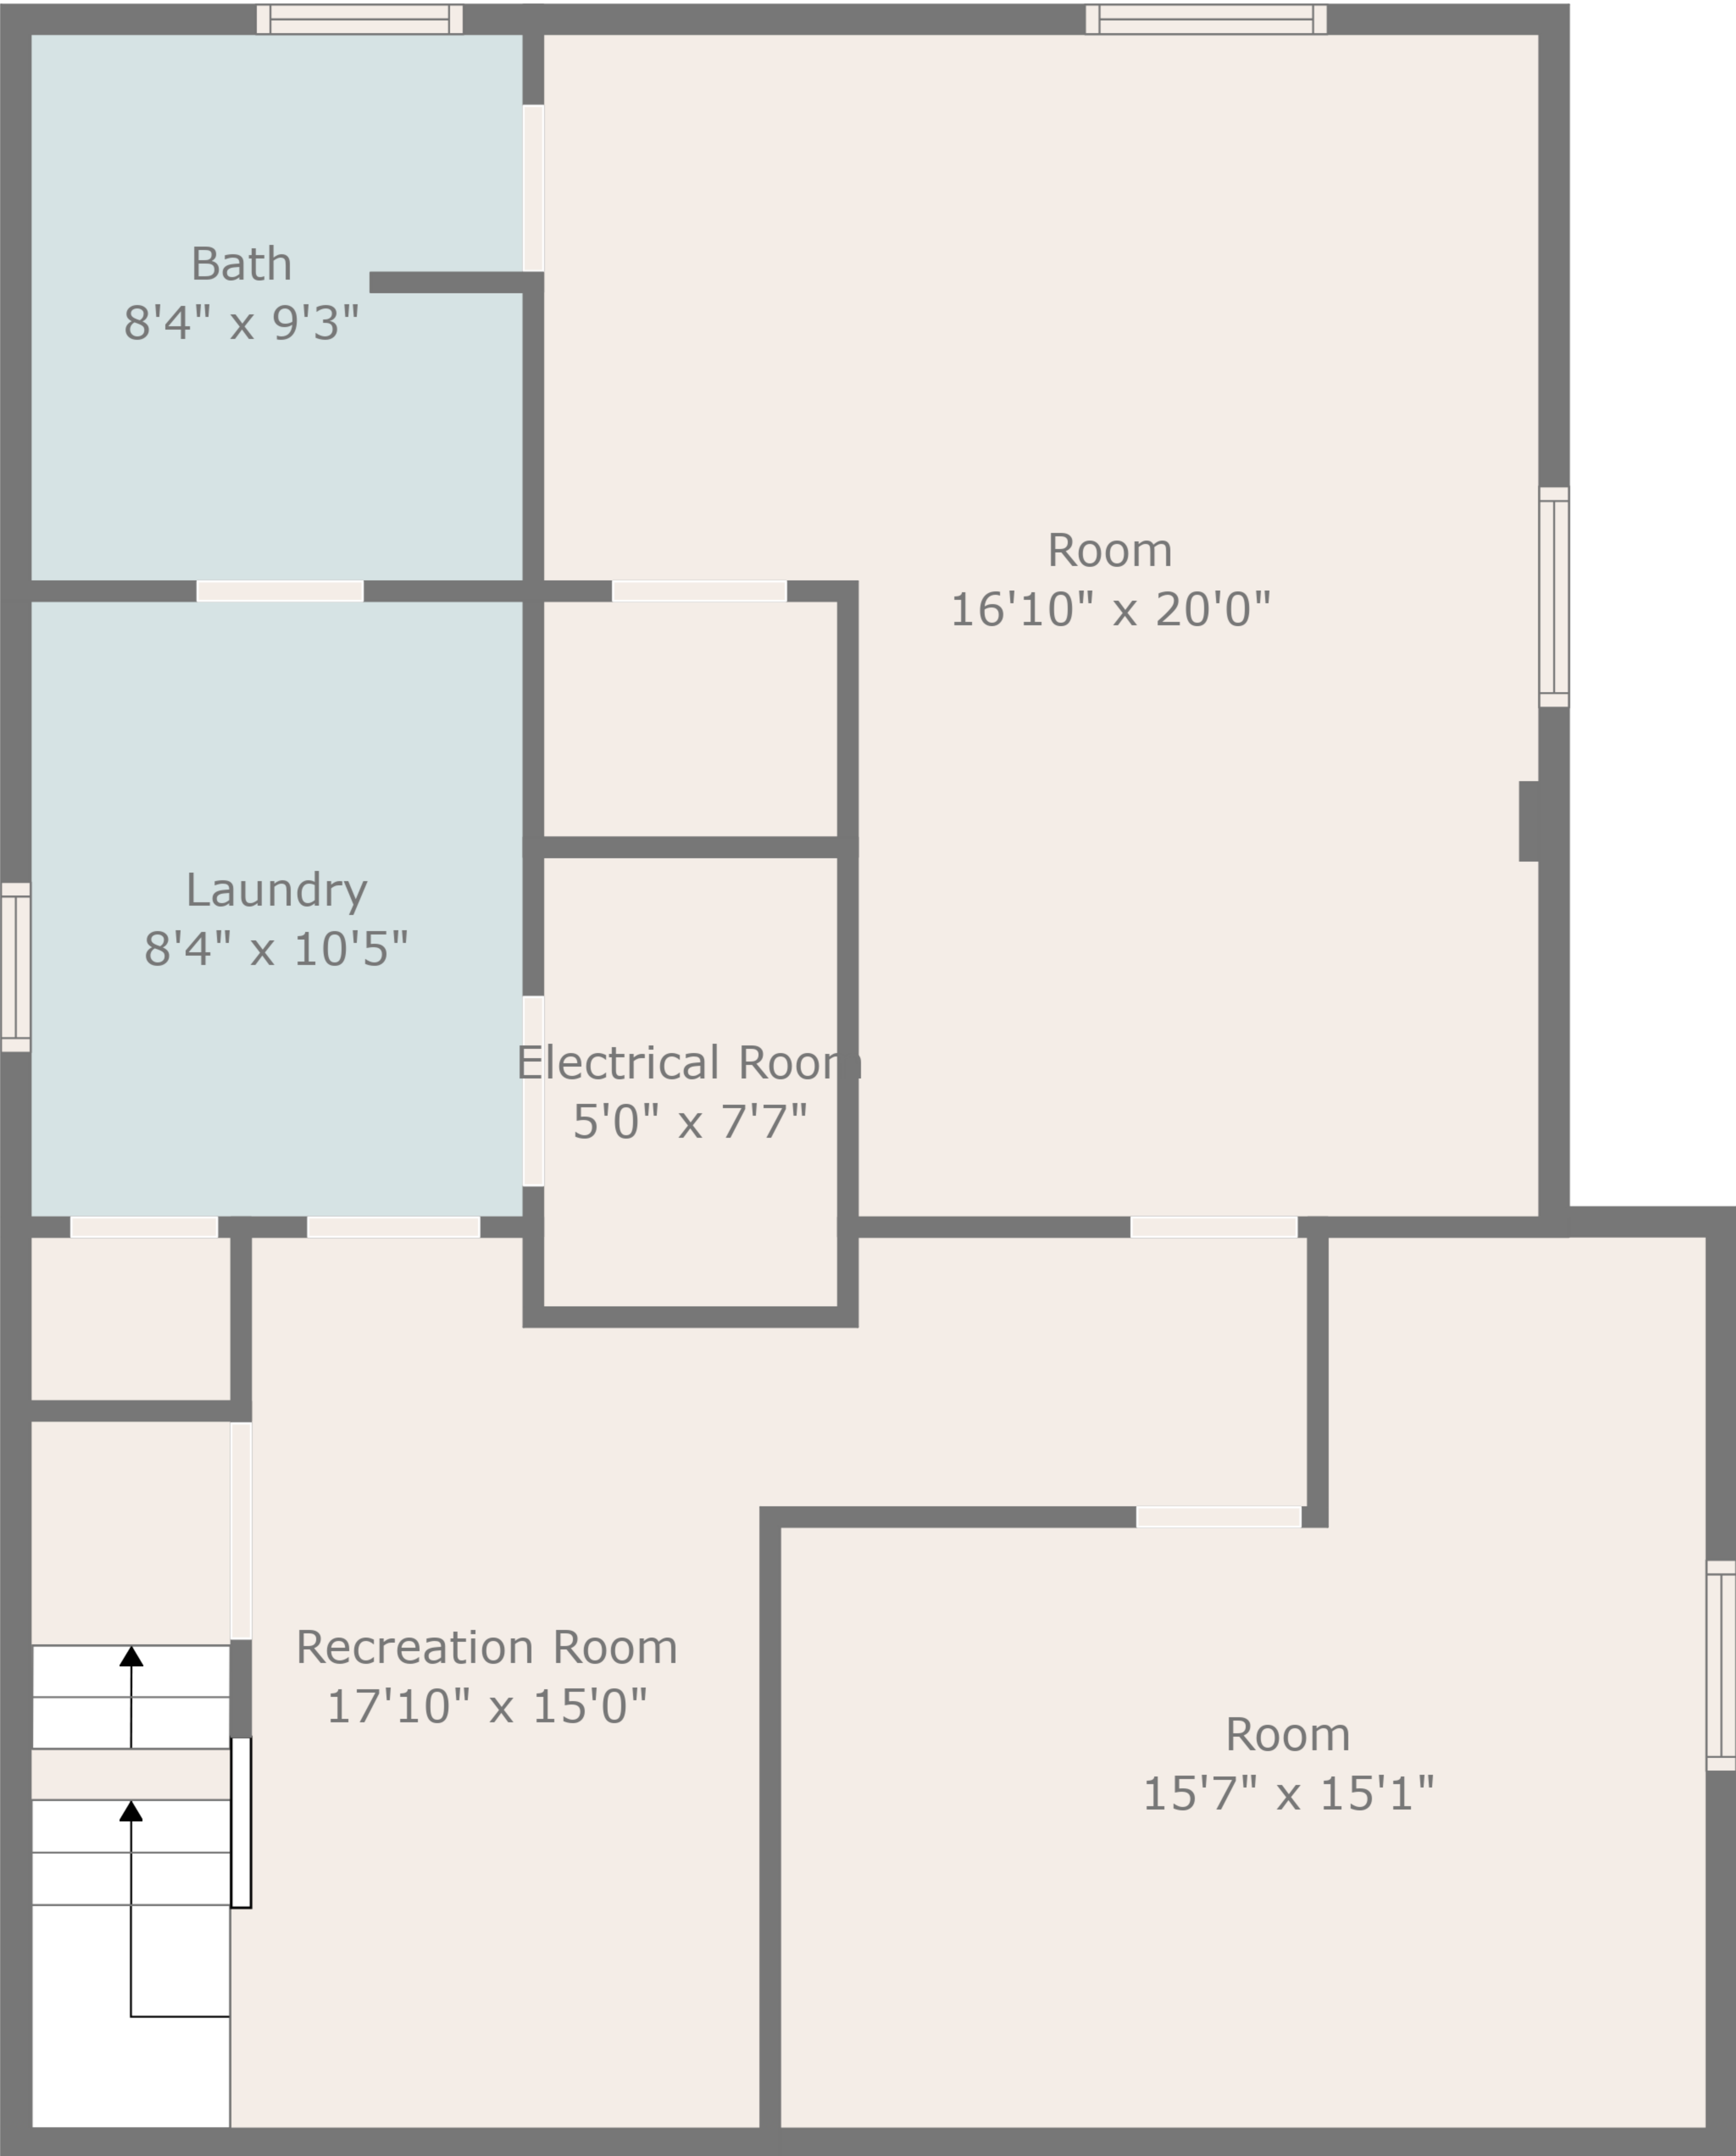 Bath
8'4" x 9'3"
Room
16'10" x 20'0"
Laundry
8'4" x 10'5"
Electrical Room
5'0" x 7'7"
Recreation Room
17'10" x 15'0"
Room
15'7" x 15'1"